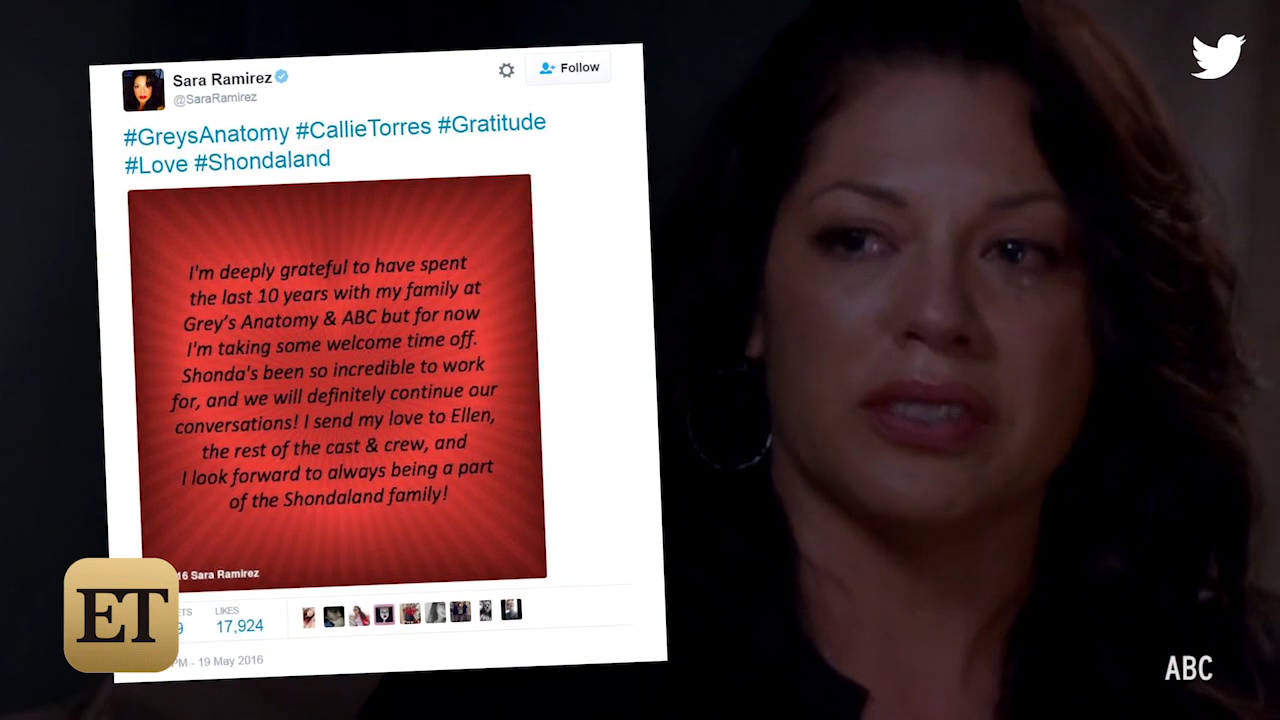 Sara Ramirez
@SaraRamirez
Follow
#GreysAnatomy #CallieTorres #Gratitude
#Love #Shondaland
I'm deeply grateful to have spent
the last 10 years with my family at
Grey's Anatomy & ABC but for now
I'm taking some welcome time off.
Shonda's been so incredible to work
for, and we will definitely continue our
conversations! I send my love to Ellen,
the rest of the cast & crew, and
I look forward to always being a part
of the Shondaland family!
16 Sara Ramirez
ETS
LIKES
9
17,924
PM - 19 May 2016
ET
ABC